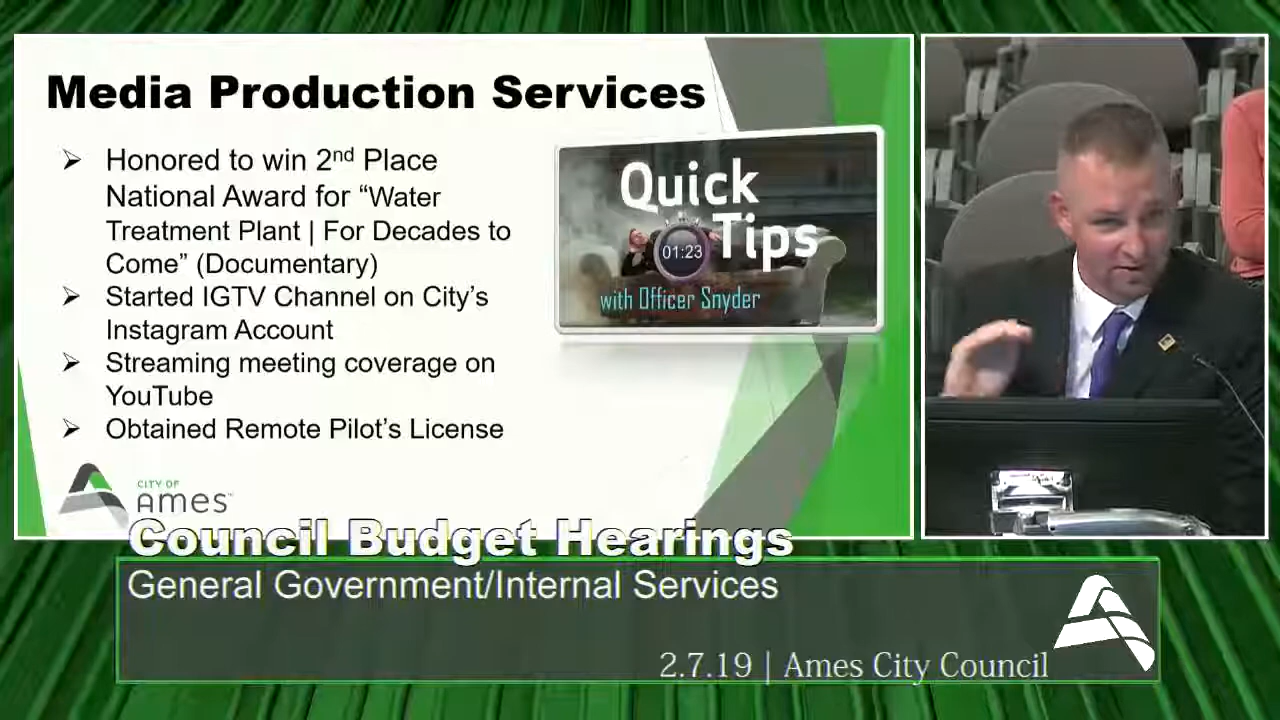 Media Production Services
➢ Honored to win 2nd Place
National Award for “Water
Treatment Plant | For Decades to
Come” (Documentary)
➢ Started IGTV Channel on City’s
Instagram Account
➢ Streaming meeting coverage on
YouTube
➢ Obtained Remote Pilot’s License
Quick
Tips
01:23
with Officer Snyder
CITY OF
AMES™
Council Budget Hearings
General Government/Internal Services
2.7.19 | Ames City Council